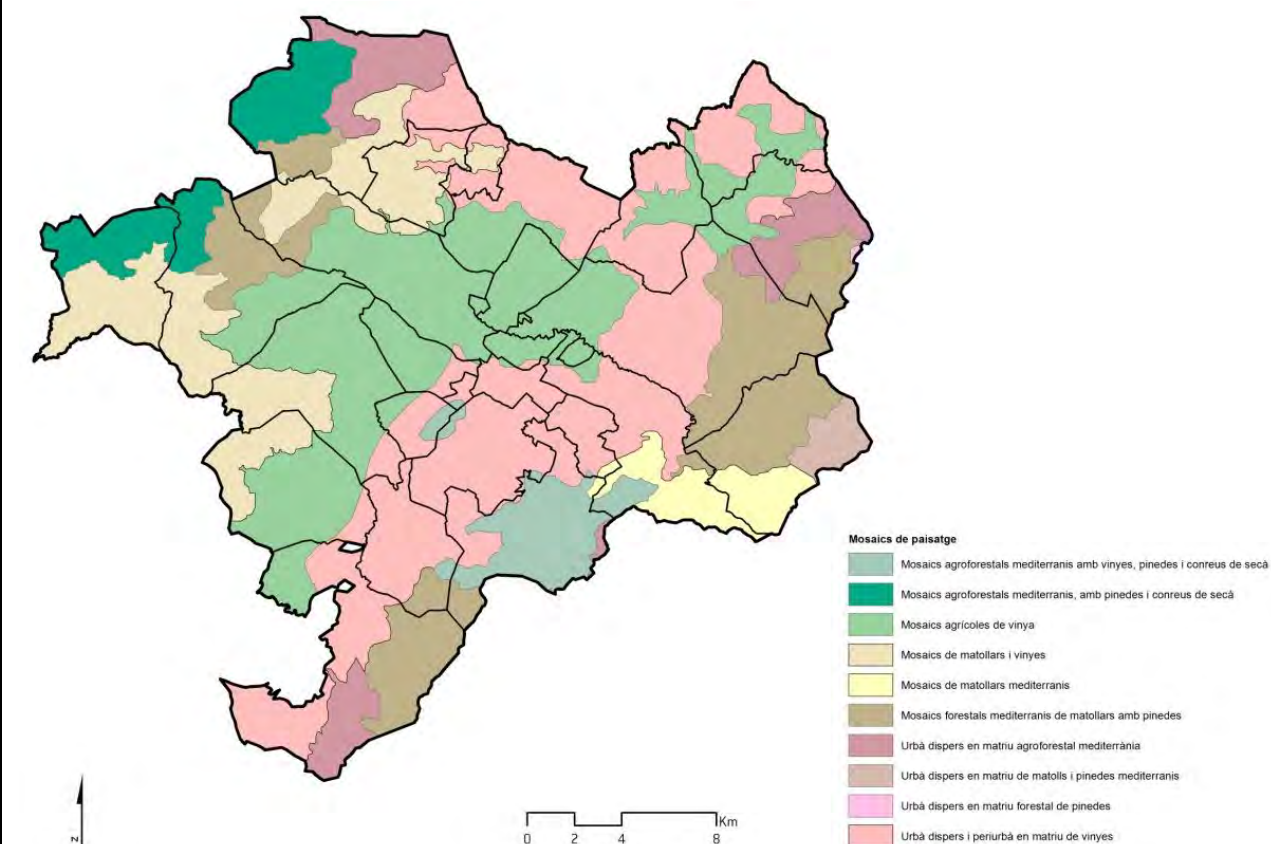 Mosaics de paisatge
Mosaics agroforestals mediterranis amb vinyes, pinedes i conreus de secà
Mosaics agroforestals mediterranis, amb pinedes i conreus de secà
Mosaics agrícoles de vinya
Mosaics de matollars i vinyes
Mosaics de matollars mediterranis
Mosaics forestals mediterranis de matollars amb pinedes
Urbà dispers en matriu agroforestal mediterrània
Urbà dispers en matriu de matolls i pinedes mediterranis
Urbà dispers en matriu forestal de pinedes
Urbà dispers i periurbà en matriu de vinyes
N
Km
0 2 4 8